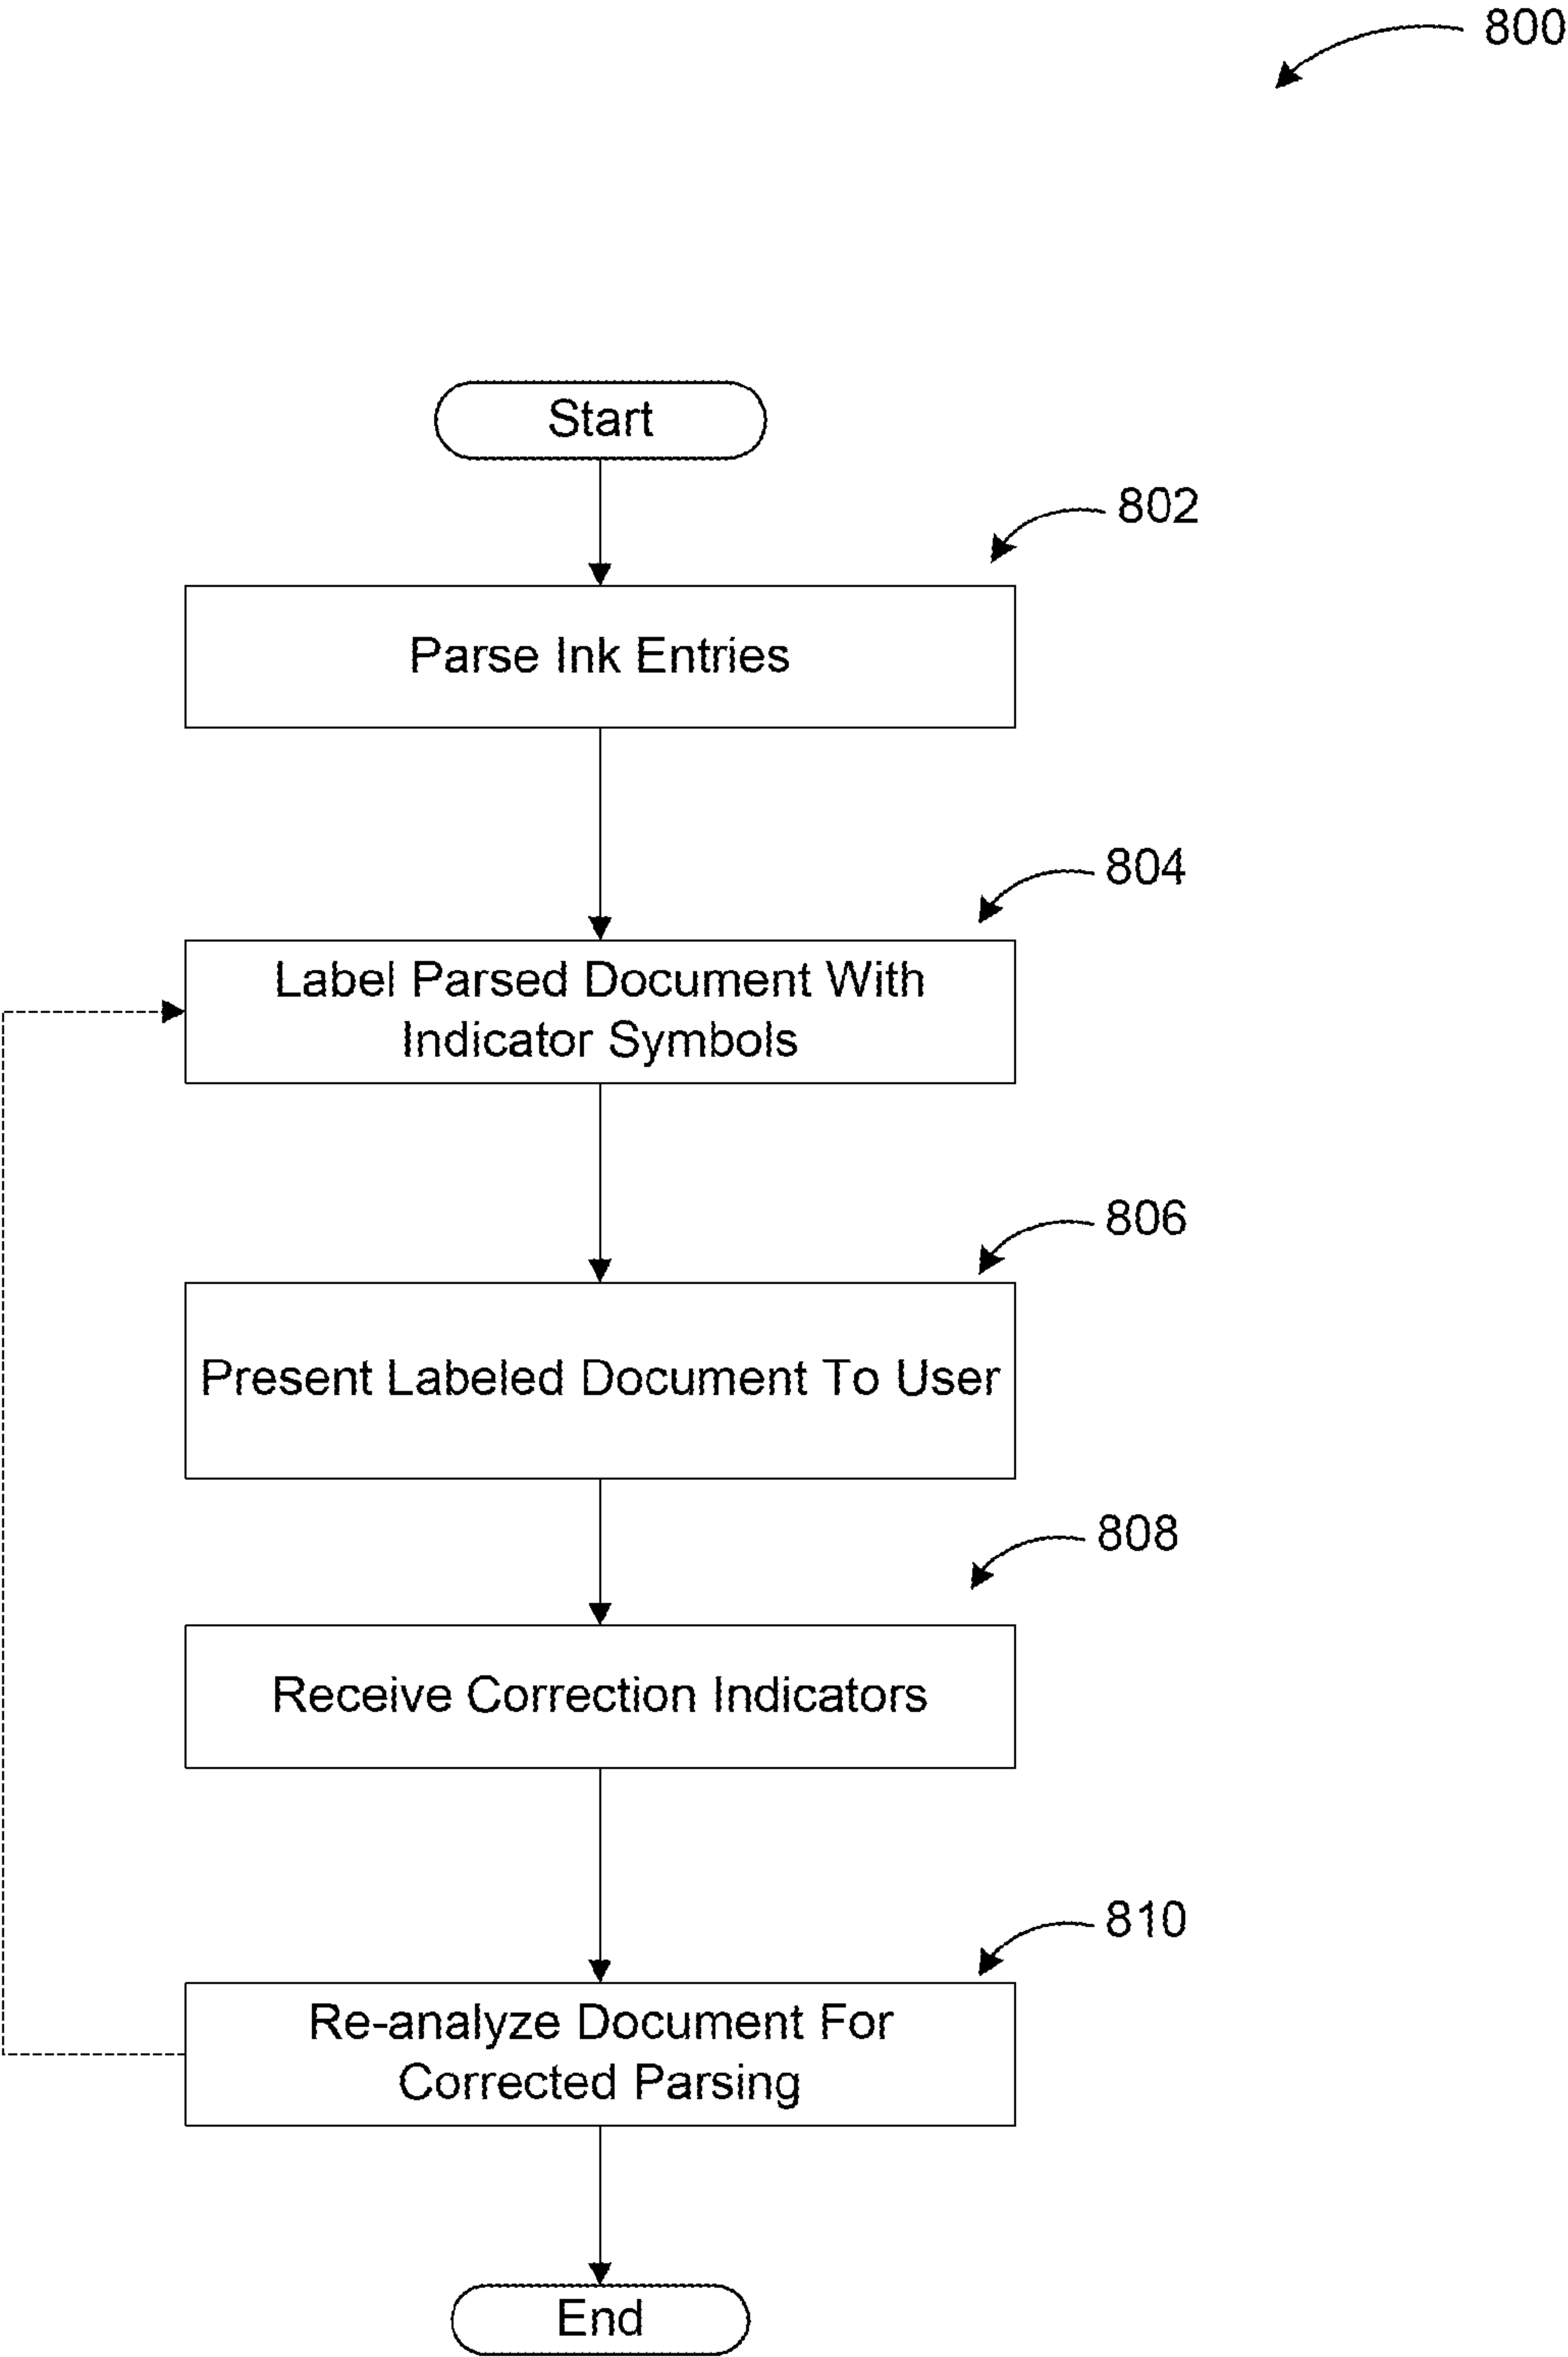 800
Start
802
Parse Ink Entries
804
Label Parsed Document With
Indicator Symbols
806
Present Labeled Document To User
808
Receive Correction Indicators
810
Re-analyze Document For
Corrected Parsing
End